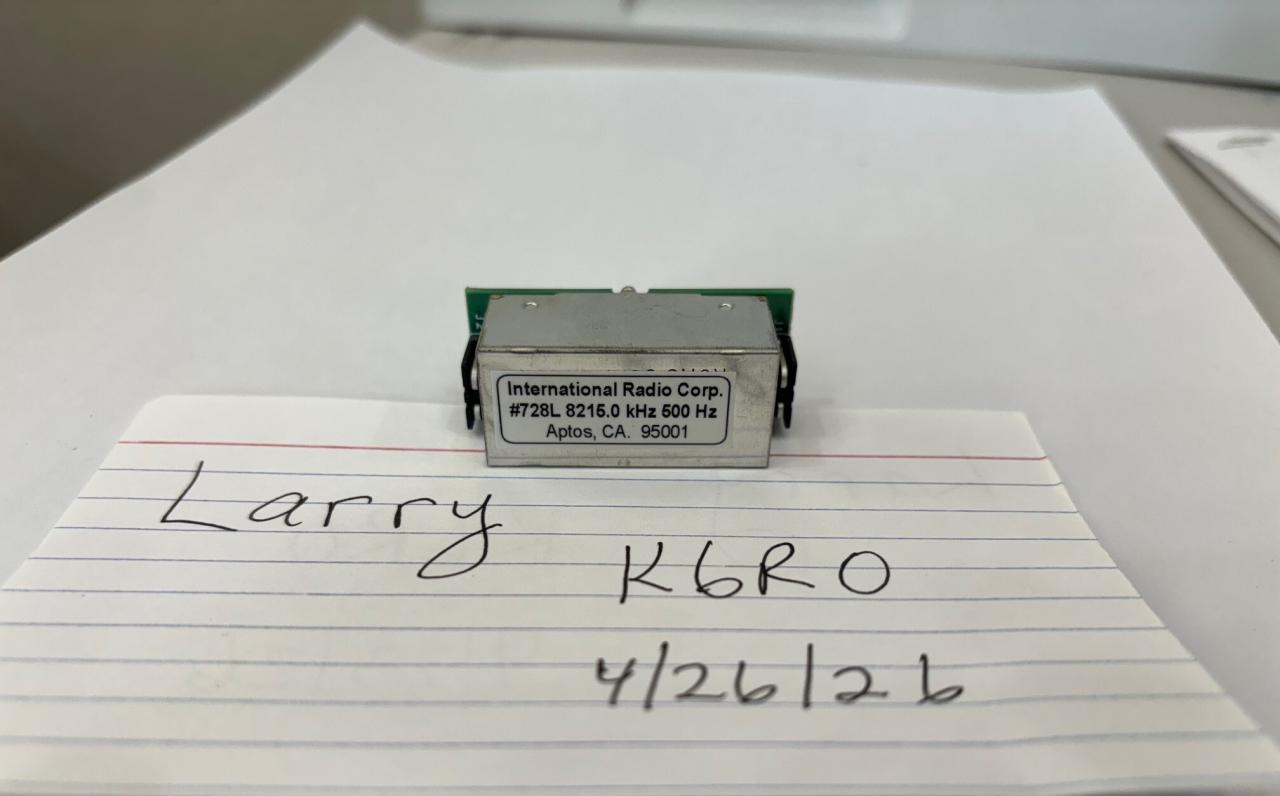 International Radio Corp.
#728L 8215.0 kHz 500 Hz
Aptos, CA. 95001
Larry
K6RO
4/26/26